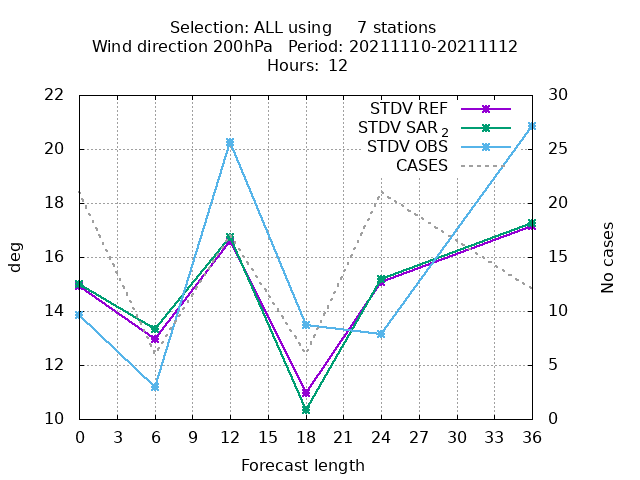 Selection: ALL using     7 stations
Wind direction 200hPa   Period: 20211110-20211112
Hours: 12
22 30
STDV REF
STDV SAR 2
20 STDV OBS 25
CASES
18 20
16 15
14 10
12 5
10 0
deg
No cases
0 3 6 9 12 15 18 21 24 27 30 33 36
Forecast length